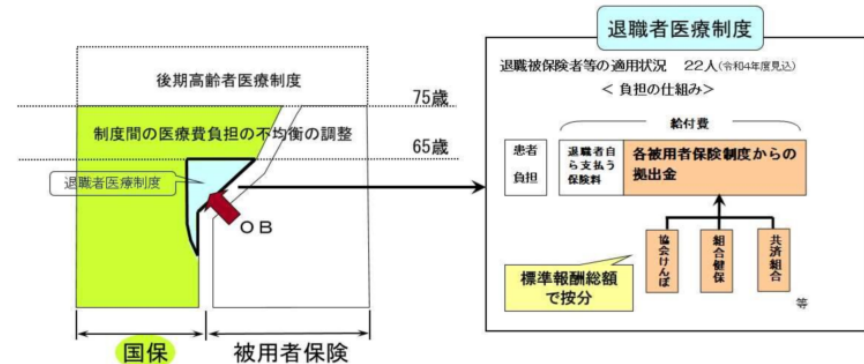 後期高齢者医療制度
75歳
制度間の医療費負担の不均衡の調整
65歳
退職者医療制度
OB
国保
被用者保険
退職者医療制度
退職被保険者等の適用状況 22人(令和4年度見込)
< 負担の仕組み>
給付費
患者
負担
退職者自
ら支払う
保険料
各被用者保険制度からの
拠出金
標準報酬総額
で按分
協会けんぽ
組合健保
共済組合
等